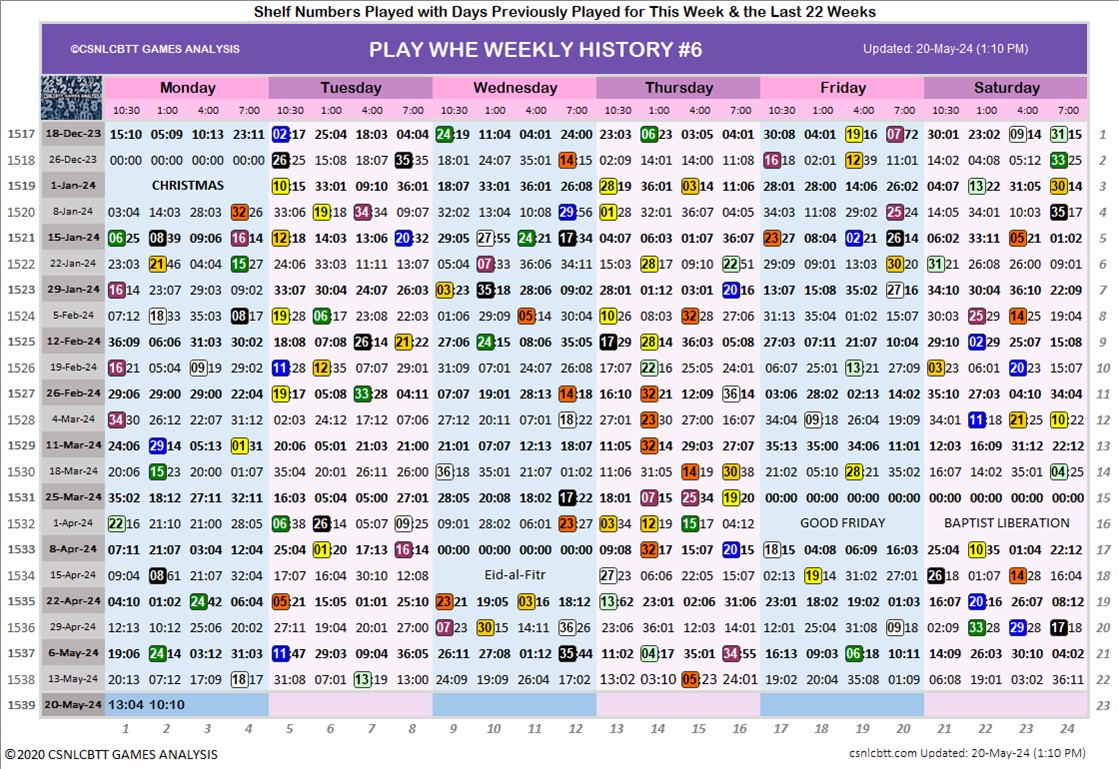 Shelf Numbers Played with Days Previously Played for This Week & the Last 22 Weeks
©CSNLCBTT GAMES ANALYSIS PLAY WHE WEEKLY HISTORY #6 Updated: 20-May-24 (1:10 PM)
Monday Tuesday Wednesday Thursday Friday Saturday
10:30 1:00 4:00 7:00 10:30 1:00 4:00 7:00 10:30 1:00 4:00 7:00 10:30 1:00 4:00 7:00 10:30 1:00 4:00 7:00 10:30 1:00 4:00 7:00
1517 18-Dec-23 15:10 05:09 10:13 23:11 02:17 25:04 18:03 04:04 24:19 11:04 04:01 24:00 23:03 06:23 03:05 04:01 30:08 04:01 19:16 07:72 30:01 23:02 09:14 31:15 1
1518 26-Dec-23 00:00 00:00 00:00 00:00 26:25 15:08 18:07 35:35 18:01 24:07 35:01 14:15 02:09 14:01 14:00 11:08 16:18 02:01 12:39 11:01 14:02 04:08 05:12 33:25 2
1519 1-Jan-24 CHRISTMAS 10:15 33:01 09:10 36:01 18:07 33:01 36:01 26:08 28:19 36:01 03:14 11:06 28:01 28:00 14:06 26:02 04:07 13:22 31:05 30:14 3
1520 8-Jan-24 03:04 14:03 28:03 32:26 33:06 19:18 34:34 09:07 32:02 13:04 10:08 29:56 01:28 32:01 36:07 04:05 34:03 11:08 29:02 25:24 14:05 34:01 10:03 35:17 4
1521 15-Jan-24 06:25 08:39 09:06 16:14 12:18 14:03 13:06 20:32 29:05 27:55 24:21 17:34 04:07 06:03 01:07 36:07 23:27 08:04 02:21 26:14 06:02 33:11 05:21 01:02 5
1522 22-Jan-24 23:03 21:46 04:04 15:27 24:06 33:03 11:11 13:07 05:04 07:33 36:06 34:11 15:03 28:17 09:10 22:51 29:09 09:01 13:03 30:20 31:21 26:08 26:00 09:01 6
1523 29-Jan-24 16:14 23:07 29:03 09:02 33:07 30:04 24:07 26:03 03:23 35:18 28:06 09:02 28:01 01:12 03:01 20:16 13:07 15:08 35:02 27:16 34:10 30:04 36:10 22:09 7
1524 5-Feb-24 07:12 18:33 35:03 08:17 19:28 06:17 23:08 22:03 01:06 29:09 05:14 30:04 10:26 08:03 32:28 27:06 31:13 35:04 01:02 15:07 30:03 25:29 14:25 19:04 8
1525 12-Feb-24 36:09 06:06 31:03 30:02 18:08 07:08 26:14 21:22 27:06 24:15 08:06 35:05 17:29 28:14 36:03 05:08 27:03 07:11 21:07 10:04 29:10 02:29 25:07 15:08 9
1526 19-Feb-24 16:21 05:04 09:19 29:02 11:28 12:35 07:07 29:01 31:09 07:01 24:07 26:08 17:07 22:16 25:05 24:01 06:07 25:01 13:21 21:09 03:23 06:01 20:23 15:07 10
1527 26-Feb-24 29:06 29:00 29:00 22:04 19:17 05:08 33:28 04:11 07:07 19:01 28:13 14:18 16:10 32:21 12:09 36:14 03:06 28:02 02:13 14:02 35:10 27:03 04:10 34:04 11
1528 4-Mar-24 34:30 26:12 22:07 31:12 02:03 24:12 17:13 07:06 27:12 20:11 07:01 18:22 27:01 23:30 27:00 16:07 34:04 09:18 26:04 19:09 34:01 11:18 21:25 10:22 12
1529 11-Mar-24 24:06 29:14 05:13 01:31 20:06 05:01 21:03 21:00 21:01 07:07 12:13 18:07 11:05 32:14 29:03 27:07 35:13 35:00 09:06 11:01 12:03 16:09 31:12 22:12 13
1530 18-Mar-24 20:06 15:23 20:00 01:07 35:04 20:01 26:11 26:00 36:18 35:01 21:07 01:02 11:06 31:05 14:19 30:38 21:02 05:10 28:21 35:02 16:07 14:02 35:01 04:25 14
1531 25-Mar-24 35:02 18:12 27:11 32:11 16:03 05:04 05:00 27:01 28:05 20:08 18:02 17:22 18:01 07:15 25:34 19:20 00:00 00:00 00:00 00:00 00:00 00:00 00:00 00:00 15
1532 1-Apr-24 22:16 21:10 21:00 28:05 06:38 26:14 05:07 09:25 09:01 28:02 06:01 23:27 03:34 12:19 15:17 04:12 GOOD FRIDAY BAPTIST LIBERATION 16
1533 8-Apr-24 07:11 21:07 03:04 12:04 25:04 01:20 17:13 16:14 00:00 00:00 00:00 00:00 09:08 32:17 15:07 20:15 18:15 04:08 06:09 16:03 25:04 10:35 01:04 22:12 17
1534 15-Apr-24 09:04 08:61 21:07 32:04 17:07 16:04 30:10 12:08 Eid-al-Fitr 27:23 06:06 22:05 15:07 02:13 19:14 31:02 27:01 26:18 01:07 14:28 16:04 18
1535 22-Apr-24 04:10 01:02 24:42 06:04 05:21 15:05 01:01 25:10 23:21 19:05 03:16 18:12 13:62 23:01 02:06 31:06 23:01 18:02 19:02 01:03 16:07 20:16 26:07 08:12 19
1536 29-Apr-24 12:13 10:12 25:06 20:02 27:11 19:04 20:01 27:00 07:23 30:15 14:11 36:26 23:06 36:01 12:03 14:01 12:01 25:04 31:08 09:18 02:09 33:28 29:28 17:18 20
1537 6-May-24 19:06 24:14 03:12 31:03 11:47 29:03 09:04 36:05 26:11 27:08 01:12 35:44 11:02 04:17 35:01 34:55 16:13 09:03 06:18 10:11 14:09 26:03 30:10 04:02 21
1538 13-May-24 20:13 07:12 17:09 18:17 31:08 07:01 13:19 13:00 24:09 19:09 26:04 17:02 13:02 03:10 05:23 24:01 19:02 20:04 35:08 01:09 06:08 19:01 03:02 36:11 22
1539 20-May-24 13:04 10:10 23
1 2 3 4 5 6 7 8 9 10 11 12 13 14 15 16 17 18 19 20 21 22 23 24
©2020 CSNLCBTT GAMES ANALYSIS csnlcbtt.com Updated: 20-May-24 (1:10 PM)